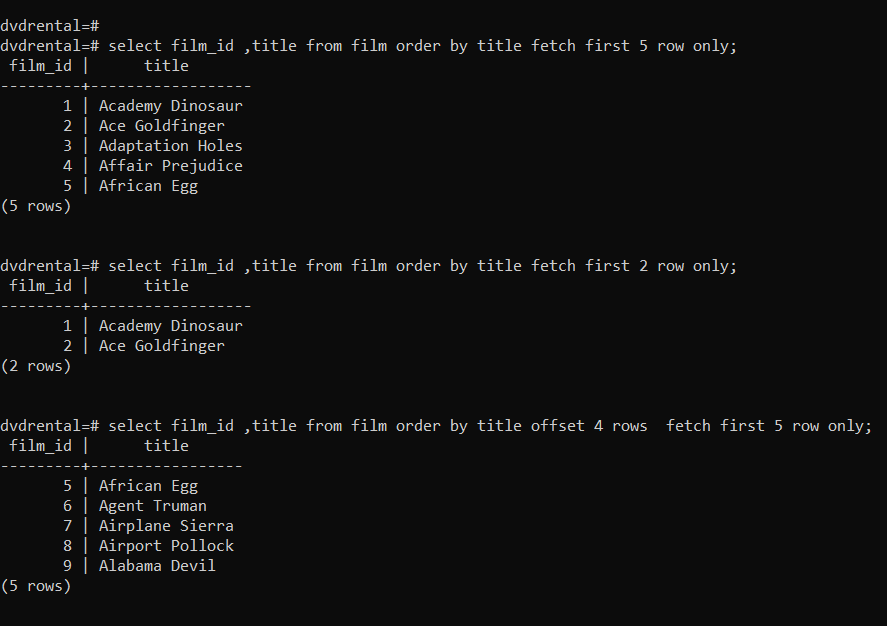 dvdrental=#
dvdrental=# select film_id ,title from film order by title fetch first 5 row only;
 film_id |      title
---------+------------------
       1 | Academy Dinosaur
       2 | Ace Goldfinger
       3 | Adaptation Holes
       4 | Affair Prejudice
       5 | African Egg
(5 rows)
dvdrental=# select film_id ,title from film order by title fetch first 2 row only;
 film_id |      title
---------+------------------
       1 | Academy Dinosaur
       2 | Ace Goldfinger
(2 rows)
dvdrental=# select film_id ,title from film order by title offset 4 rows  fetch first 5 row only;
 film_id |      title
---------+-----------------
       5 | African Egg
       6 | Agent Truman
       7 | Airplane Sierra
       8 | Airport Pollock
       9 | Alabama Devil
(5 rows)